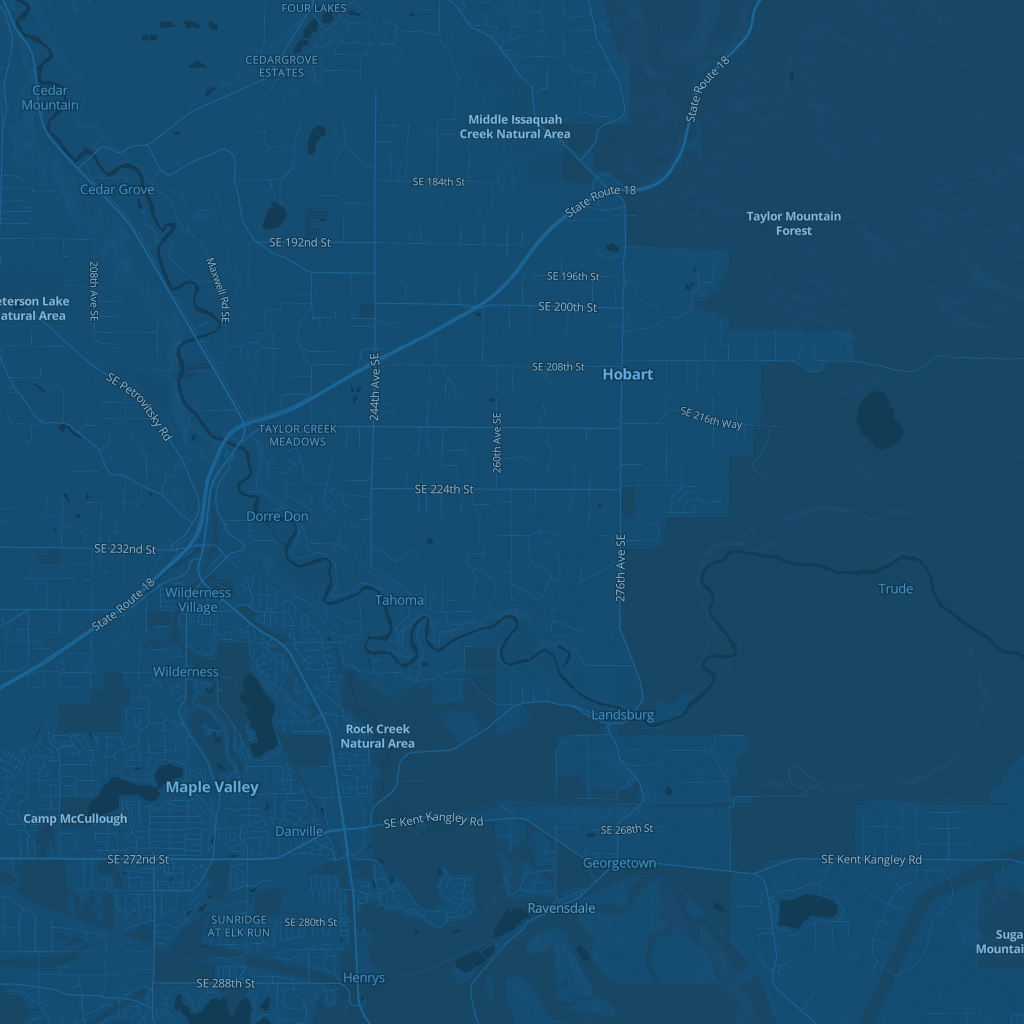 FOUR LAKES
CEDARGROVE
ESTATES
State Route 18
Cedar
Mountain
Middle Issaquah
Creek Natural Area
SE 184th St
Cedar Grove
State Route 18
Taylor Mountain
Forest
SE 192nd St
208th Ave SE
Maxwell Rd SE
SE 196th St
eterson Lake
atural Area
SE 200th St
244th Ave SE
SE 208th St
Hobart
SE Petrovitsky Rd
SE 216th Way
TAYLOR CREEK
MEADOWS
260th Ave SE
SE 224th St
Dorre Don
SE 232nd St
276th Ave SE
State Route 18
Wilderness
Village
Tahoma
Trude
Wilderness
Landsburg
Rock Creek
Natural Area
Maple Valley
Camp McCullough
Danville
SE Kent Kangley Rd
SE 268th St
SE 272nd St
Georgetown
SE Kent Kangley Rd
SUNRIDGE
AT ELK RUN
SE 280th St
Ravensdale
Suga
Mountai
SE 288th St
Henrys